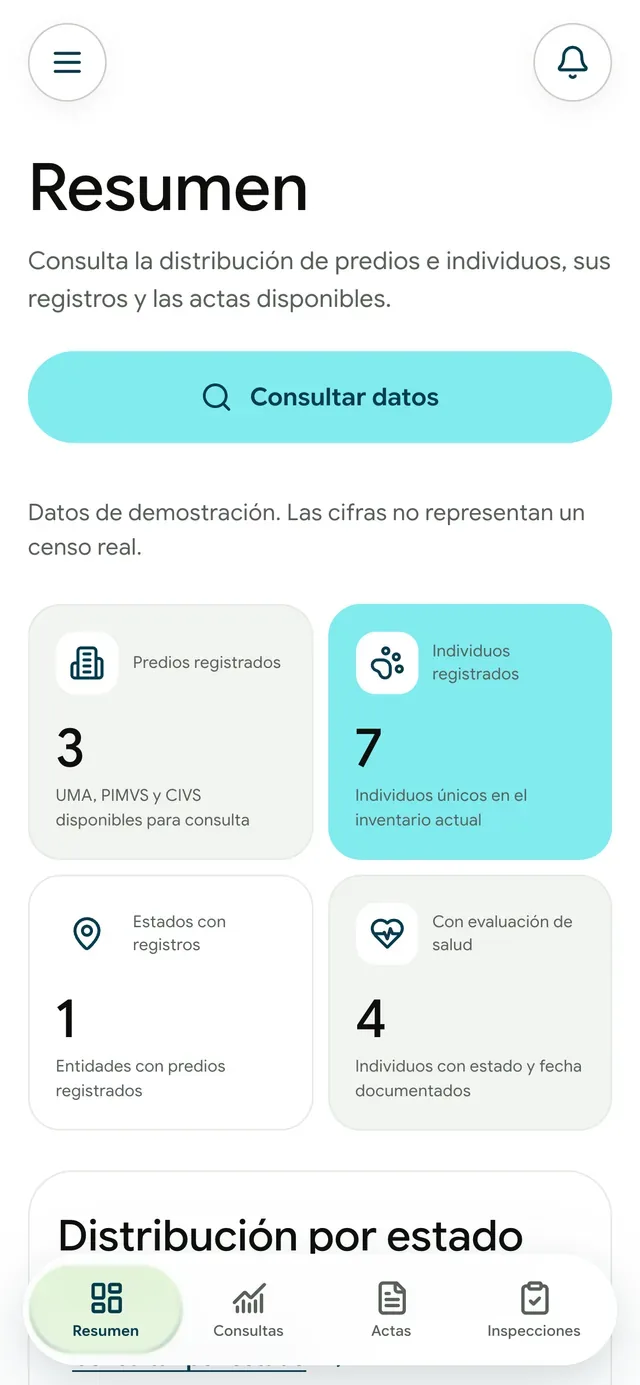 Resumen
Consulta la distribución de predios e individuos, sus
registros y las actas disponibles.
Consultar datos
Datos de demostración. Las cifras no representan un
censo real.
Predios registrados
3
UMA, PIMVS y CIVS
disponibles para consulta
Individuos
registrados
7
Individuos únicos en el
inventario actual
Estados con
registros
1
Entidades con predios
registrados
Con evaluación de
salud
4
Individuos con estado y fecha
documentados
Distribución por estado
Resumen
Consultas
Actas
Inspecciones